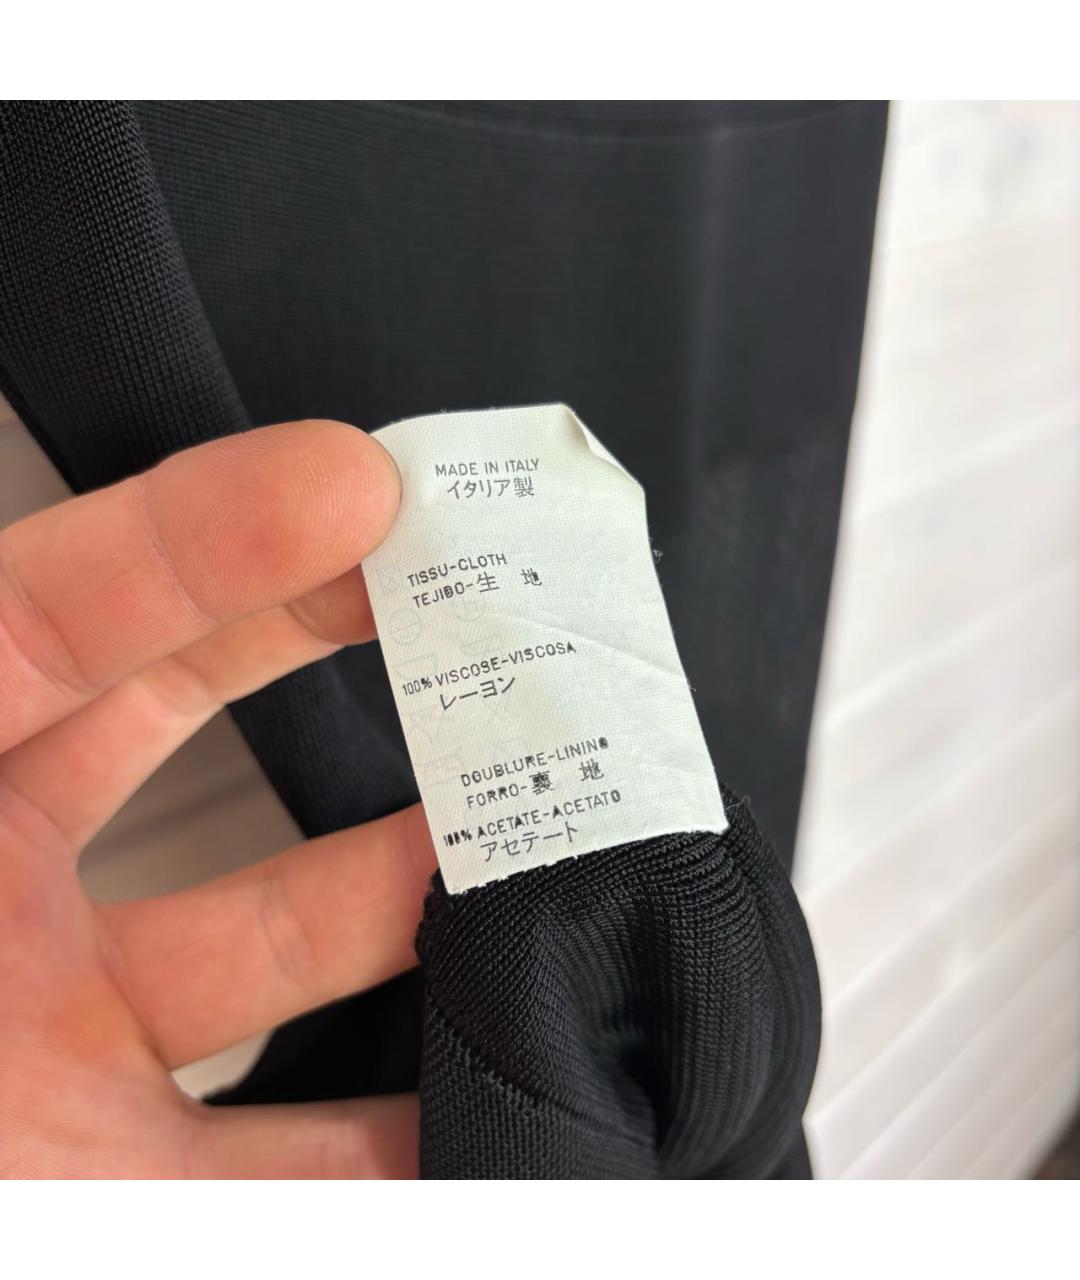 MADE IN ITALY
イタリア製
TISSU-CLOTH
TEJIDO-生 地
100% VISCOSE-VISCOSA
レーヨン
DOUBLURE-LINING
FORRO-裏 地
100% ACETATE-ACETATO
アセテート